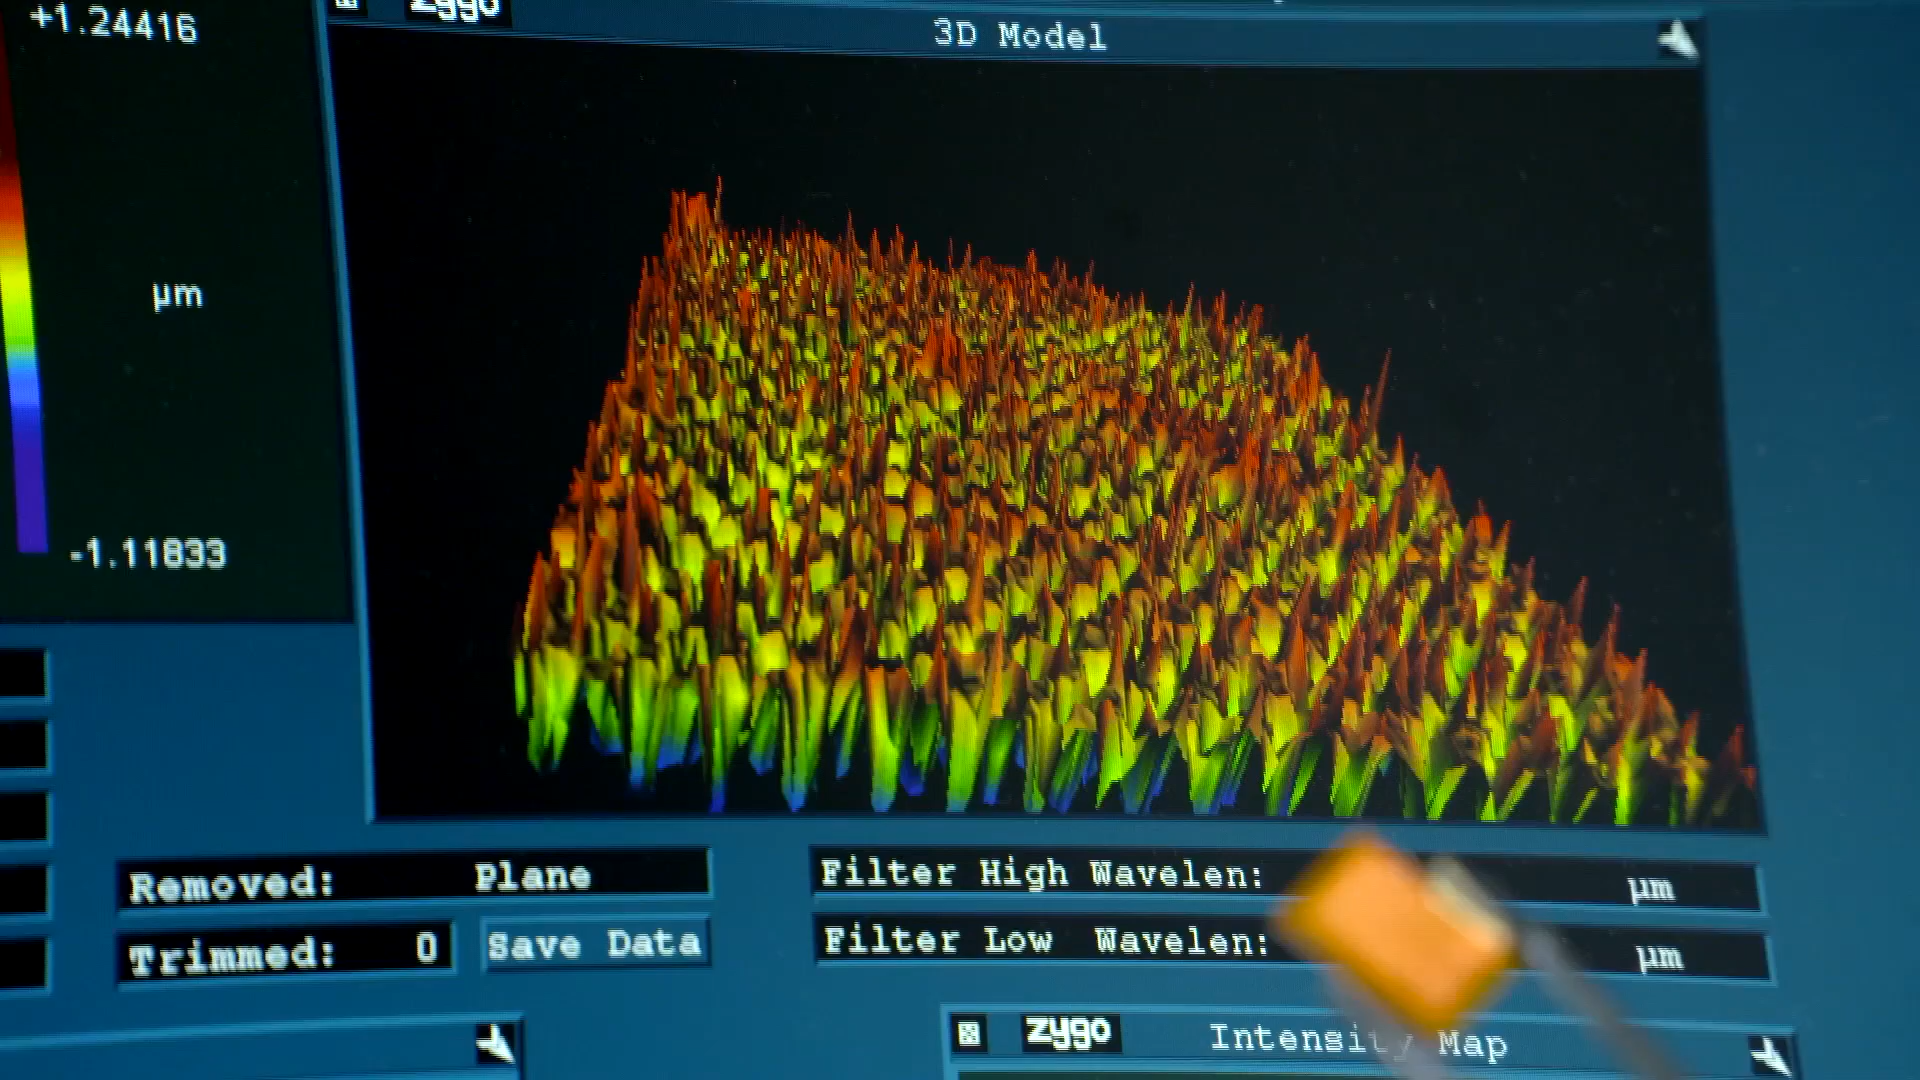 +1.24416
zygo
3D Model
µm
-1.11833
Removed: Plane
Trimmed: 0
Save Data
Filter High Wavelen: µm
Filter Low Wavelen: µm
zygo
Intensity Map